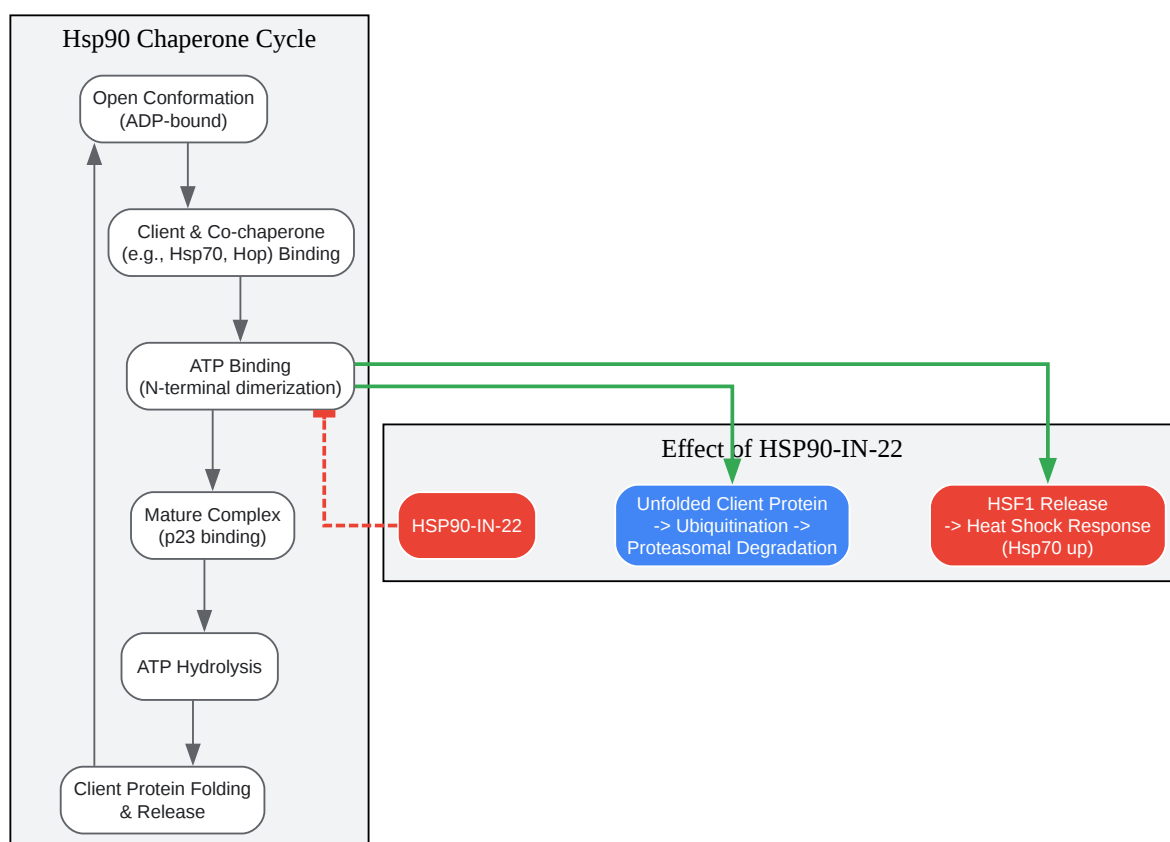 Hsp90 Chaperone Cycle
Open Conformation
(ADP-bound)
Client & Co-chaperone
(e.g., Hsp70, Hop) Binding
ATP Binding
(N-terminal dimerization)
Mature Complex
(p23 binding)
ATP Hydrolysis
Client Protein Folding
& Release
Effect of HSP90-IN-22
HSP90-IN-22
Unfolded Client Protein
-> Ubiquitination ->
Proteasomal Degradation
HSF1 Release
-> Heat Shock Response
(Hsp70 up)